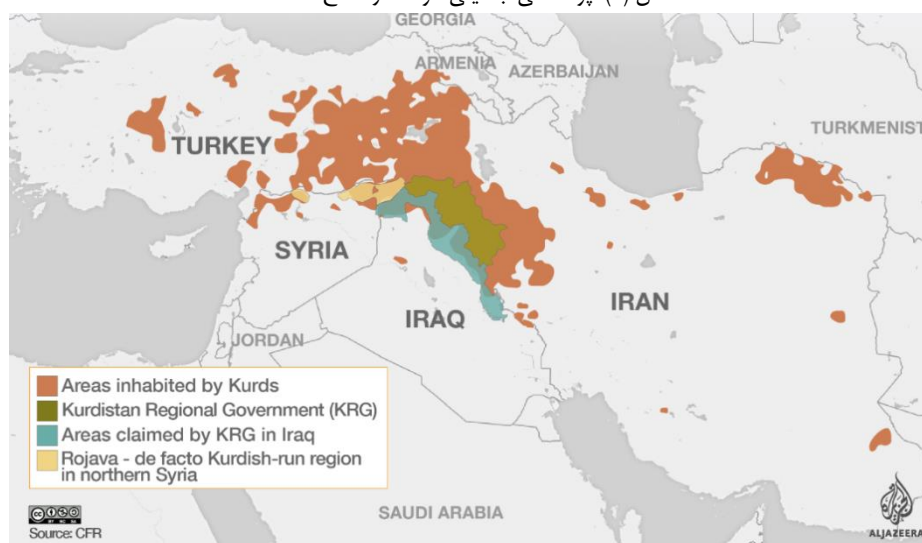 GEORGIA
ARMENIA
AZERBAIJAN
TURKMENIST
TURKEY
SYRIA
IRAQ
IRAN
JORDAN
SAUDI ARABIA
Areas inhabited by Kurds
Kurdistan Regional Government (KRG)
Areas claimed by KRG in Iraq
Rojava - de facto Kurdish-run region
in northern Syria
Source: CFR
ALJAZEERA